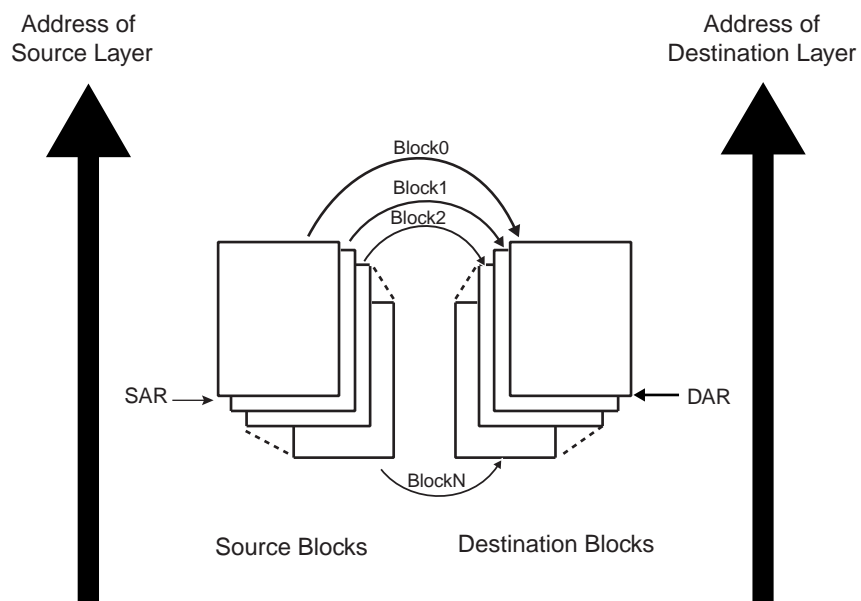 Address of
Source Layer
Address of
Destination Layer
Block0
Block1
Block2
SAR
DAR
BlockN
Source Blocks
Destination Blocks